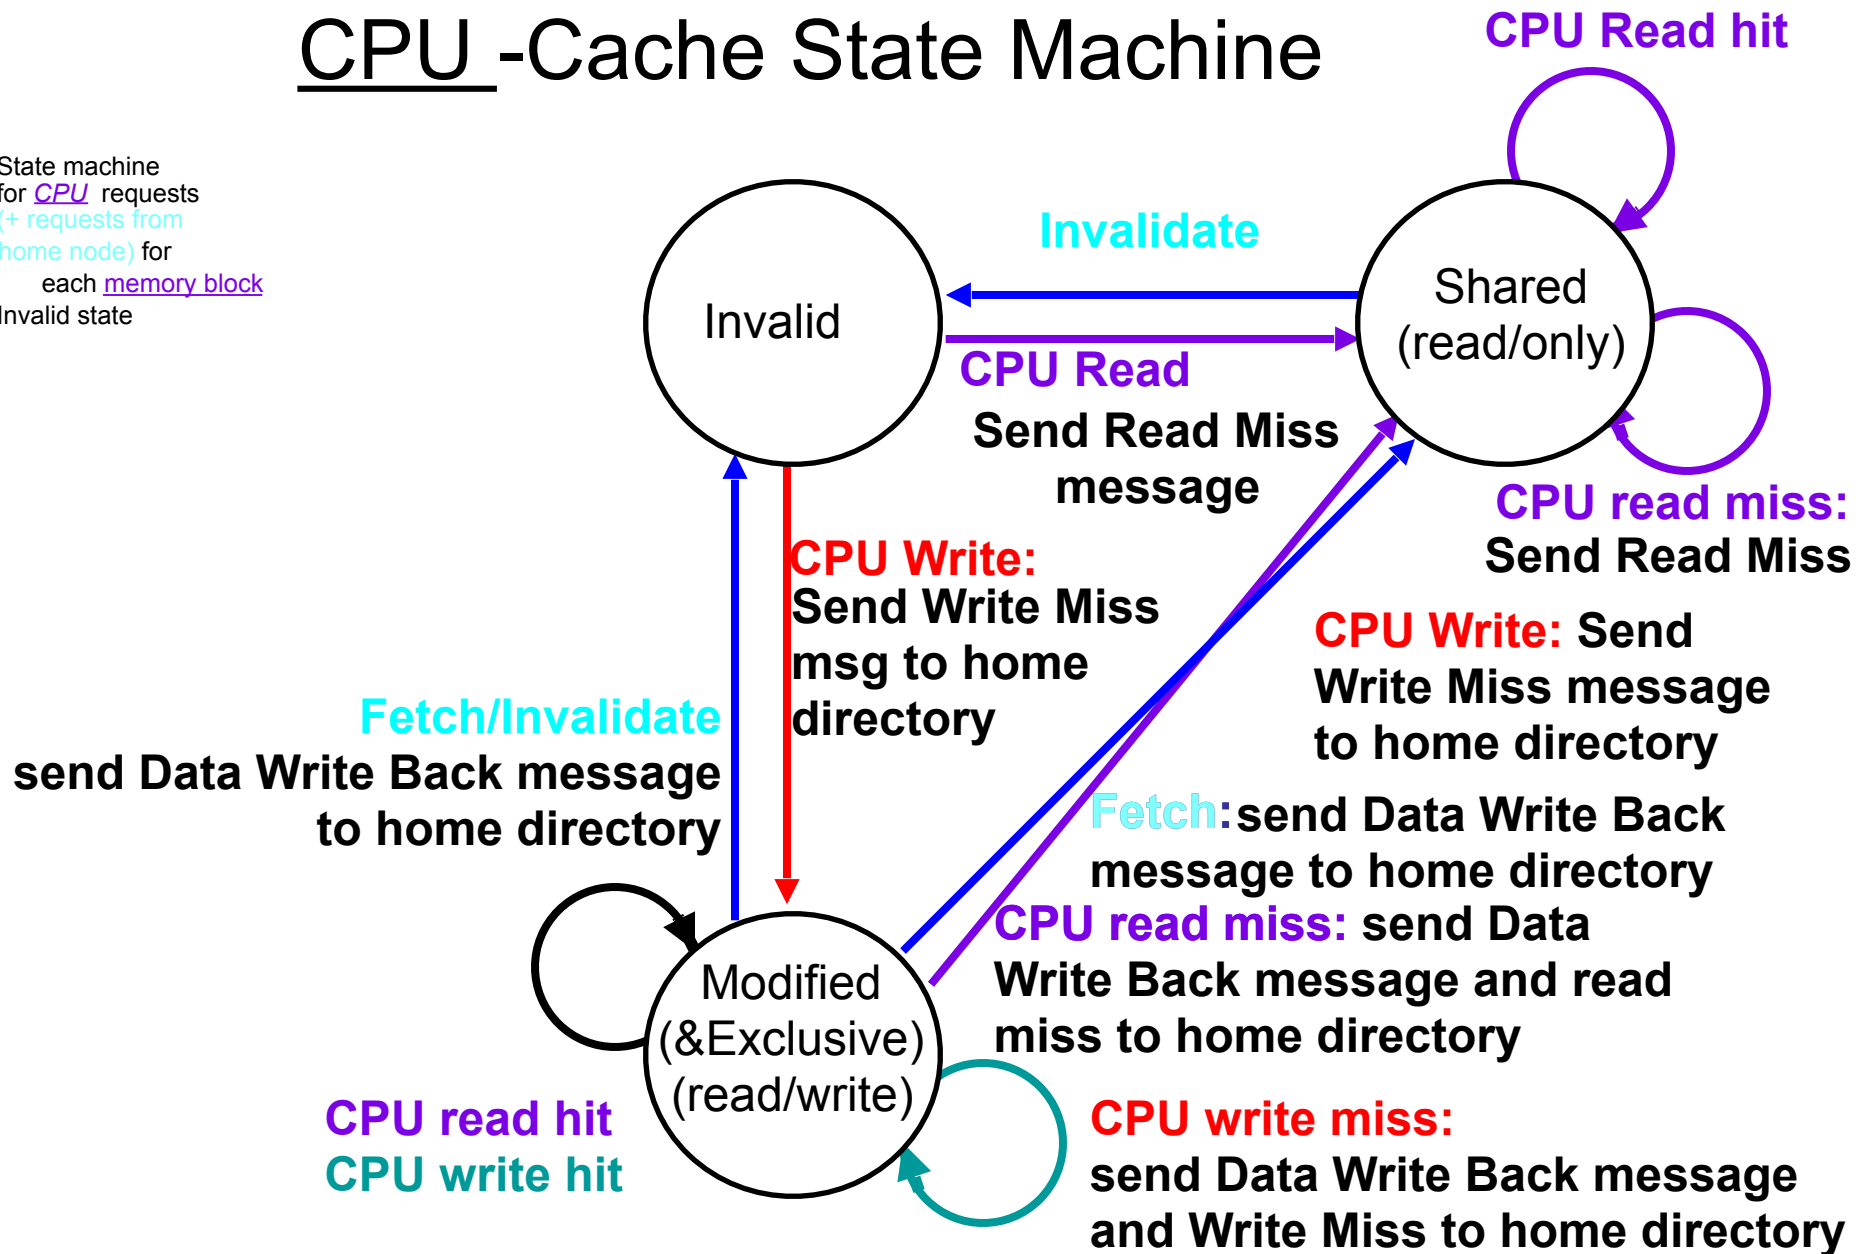 CPU -Cache State Machine
CPU Read hit
State machine
for CPU requests
(+ requests from
home node) for
each memory block
Invalid state
Invalidate
Invalid
Shared
(read/only)
CPU Read
Send Read Miss
message
CPU read miss:
Send Read Miss
CPU Write:
Send Write Miss
msg to home
directory
CPU Write: Send
Write Miss message
to home directory
Fetch/Invalidate
send Data Write Back message
to home directory
Fetch: send Data Write Back
message to home directory
CPU read miss: send Data
Write Back message and read
miss to home directory
Modified
(&Exclusive)
(read/write)
CPU read hit
CPU write hit
CPU write miss:
send Data Write Back message
and Write Miss to home directory